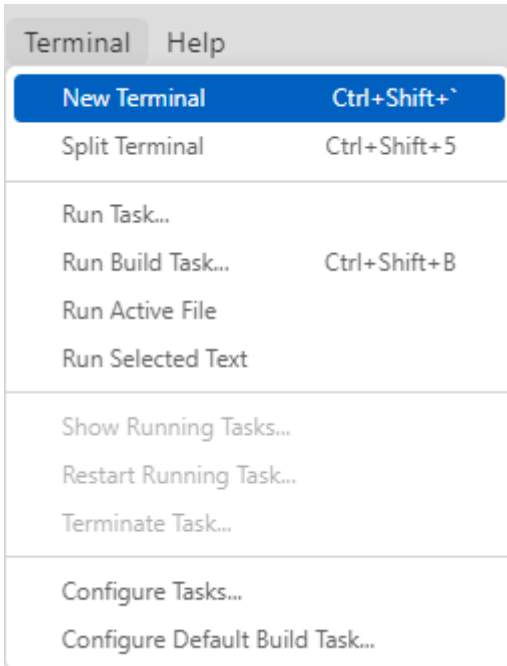 Terminal Help
New Terminal Ctrl+Shift+`
Split Terminal Ctrl+Shift+5
Run Task...
Run Build Task... Ctrl+Shift+B
Run Active File
Run Selected Text
Show Running Tasks...
Restart Running Task...
Terminate Task...
Configure Tasks...
Configure Default Build Task...